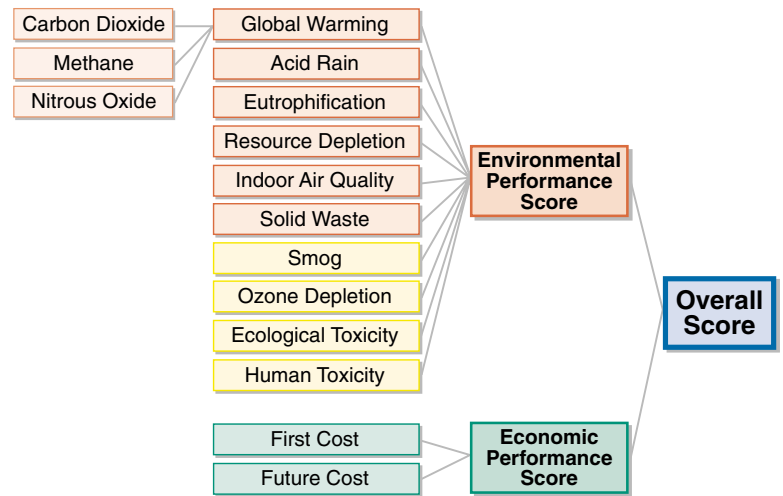 Carbon Dioxide
Methane
Nitrous Oxide
Global Warming
Acid Rain
Eutrophification
Resource Depletion
Indoor Air Quality
Solid Waste
Smog
Ozone Depletion
Ecological Toxicity
Human Toxicity
First Cost
Future Cost
Environmental
Performance
Score
Economic
Performance
Score
Overall
Score